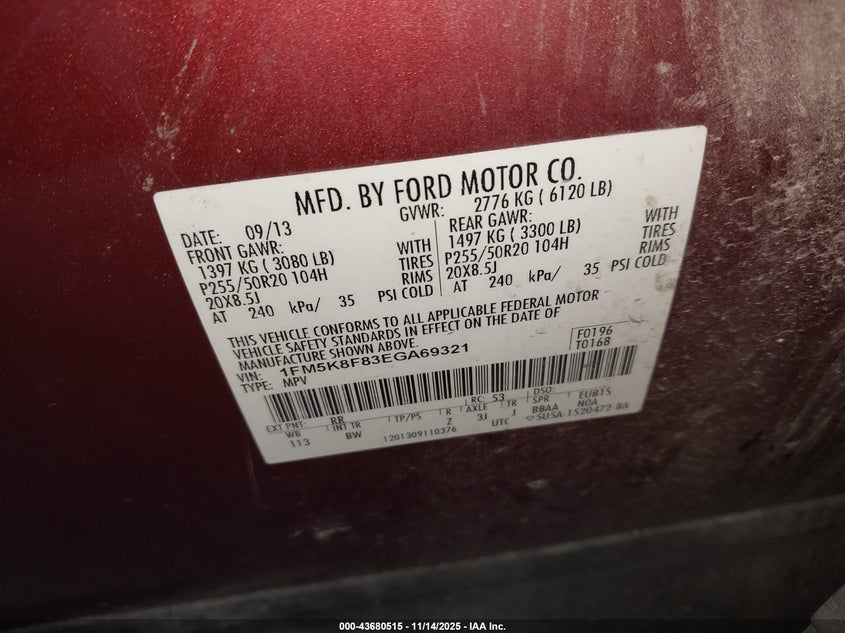 MFD. BY FORD MOTOR CO.
DATE: 09/13
GVWR: 2776 KG ( 6120 LB)
FRONT GAWR:
1397 KG ( 3080 LB) WITH
P255/50R20 104H TIRES
20X8.5J RIMS
AT 240 kPa/ 35 PSI COLD
REAR GAWR:
1497 KG ( 3300 LB) WITH
P255/50R20 104H TIRES
20X8.5J RIMS
AT 240 kPa/ 35 PSI COLD
THIS VEHICLE CONFORMS TO ALL APPLICABLE FEDERAL MOTOR
VEHICLE SAFETY STANDARDS IN EFFECT ON THE DATE OF
MANUFACTURE SHOWN ABOVE.
VIN: 1FM5K8F83EGA69321
TYPE: MPV
F0196
T0168
EXT PNT: RR RC: 53 DSO:
WB INT TR TP/PS R AXLE TR SPR EU81S
113 BW Z 3J J BBAA NOA
1201309110376 UTC 5U5A-1520472-BA
000-43680515 - 11/14/2025 - IAA Inc.